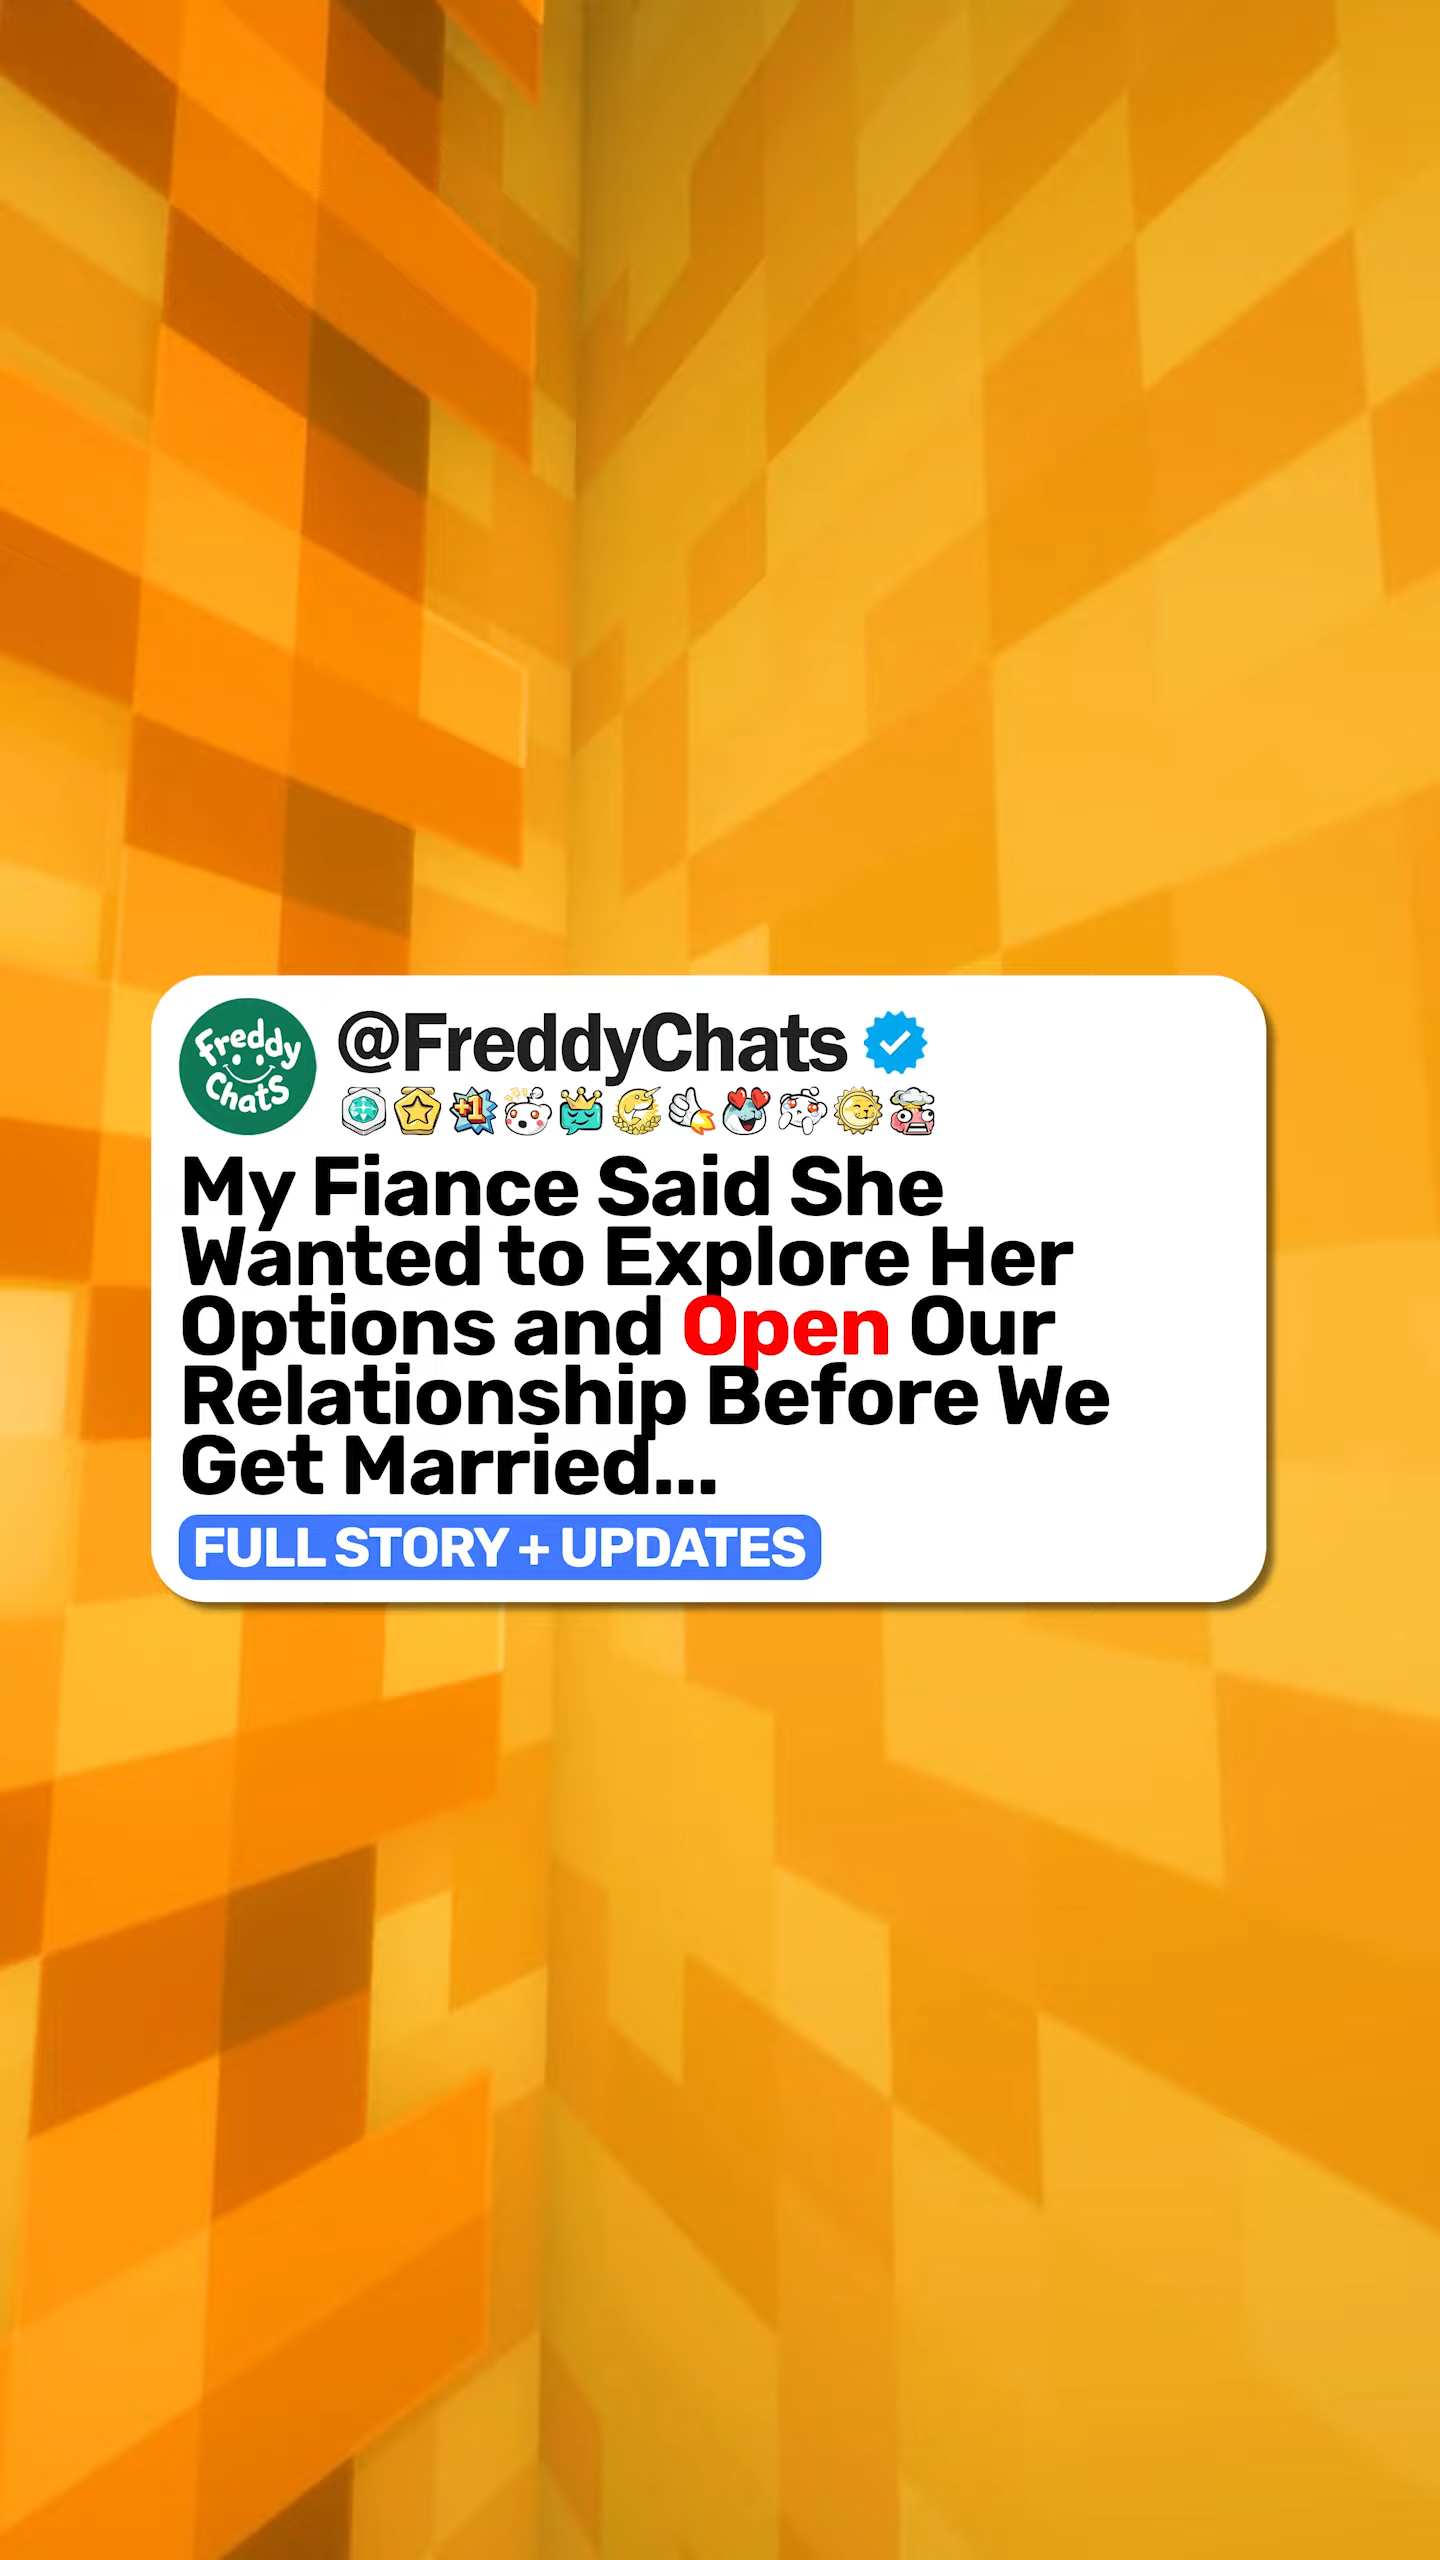 Freddy
Chats
@FreddyChats
+1
My Fiance Said She
Wanted to Explore Her
Options and Open Our
Relationship Before We
Get Married...
FULL STORY + UPDATES